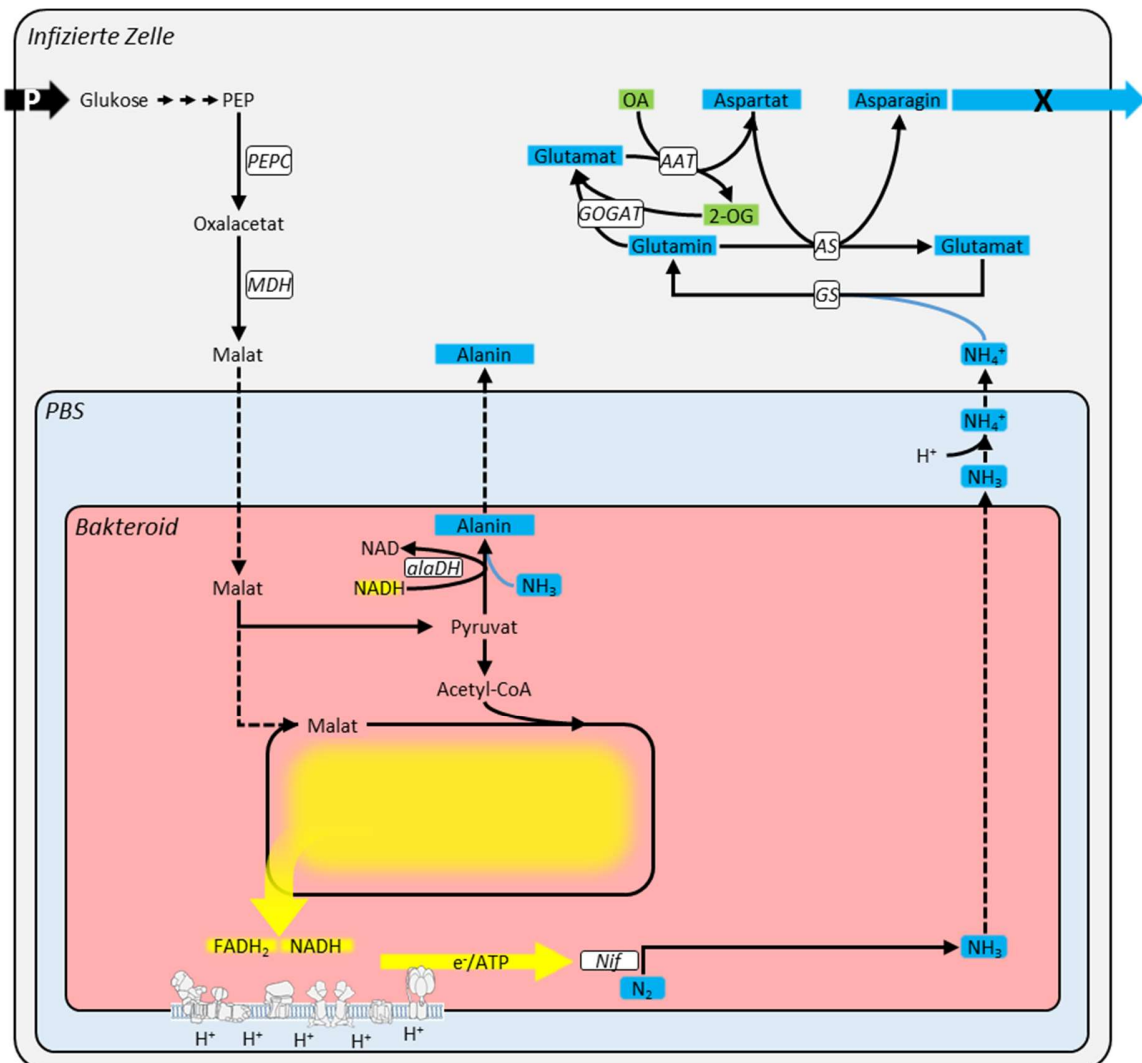 Infizierte Zelle
P Glukose PEP OA Aspartat Asparagin X
PEPC Glutamat AAT
Oxalacetat GOGAT 2-OG
Glutamin AS Glutamat
MDH GS
Malat Alanin NH₄⁺
PBS
NH₄⁺
H⁺
NH₃
Bakteroid Alanin
NAD
alaDH
Malat NADH NH₃
Pyruvat
Acetyl-CoA
Malat
FADH₂ NADH NH₃
e⁻/ATP Nif
N₂
H⁺ H⁺ H⁺ H⁺ H⁺